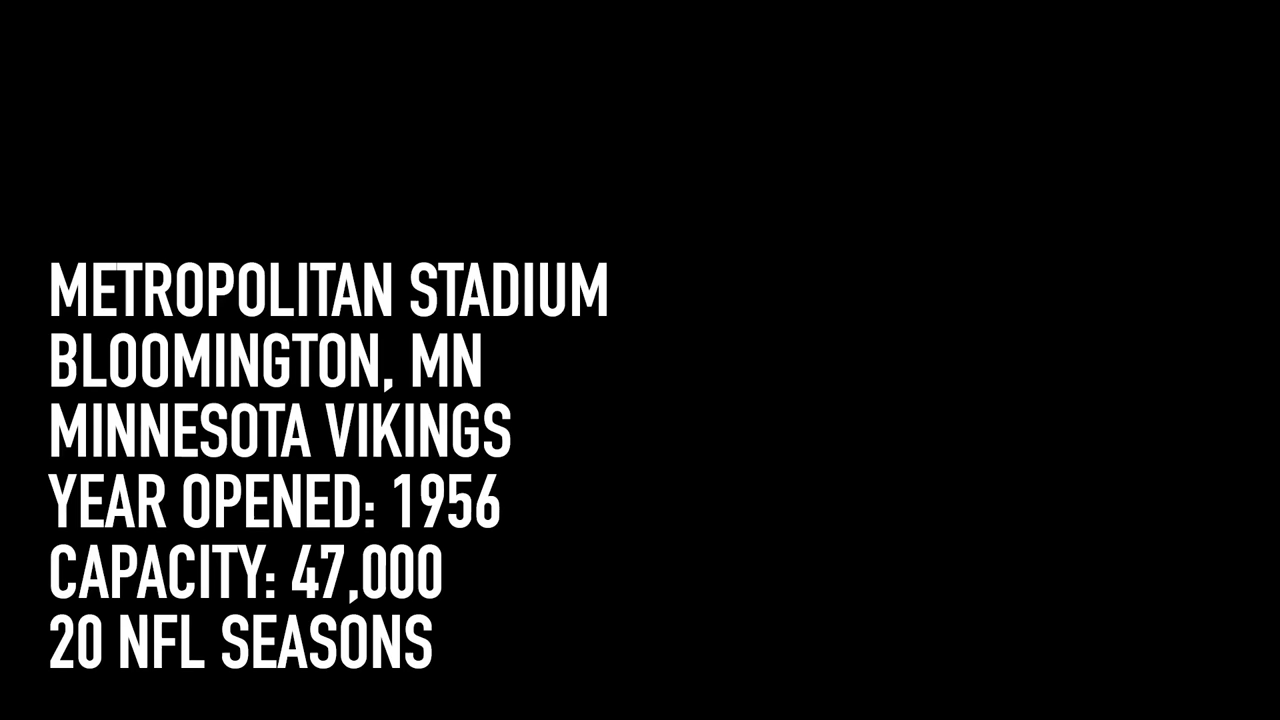 METROPOLITAN STADIUM
BLOOMINGTON, MN
MINNESOTA VIKINGS
YEAR OPENED: 1956
CAPACITY: 47,000
20 NFL SEASONS